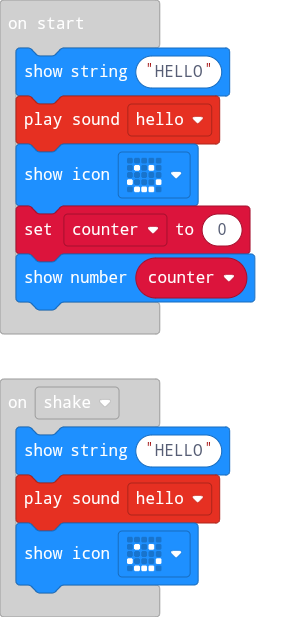 on start
show string "HELLO"
play sound hello
show icon
set counter to 0
show number counter
on shake
show string "HELLO"
play sound hello
show icon